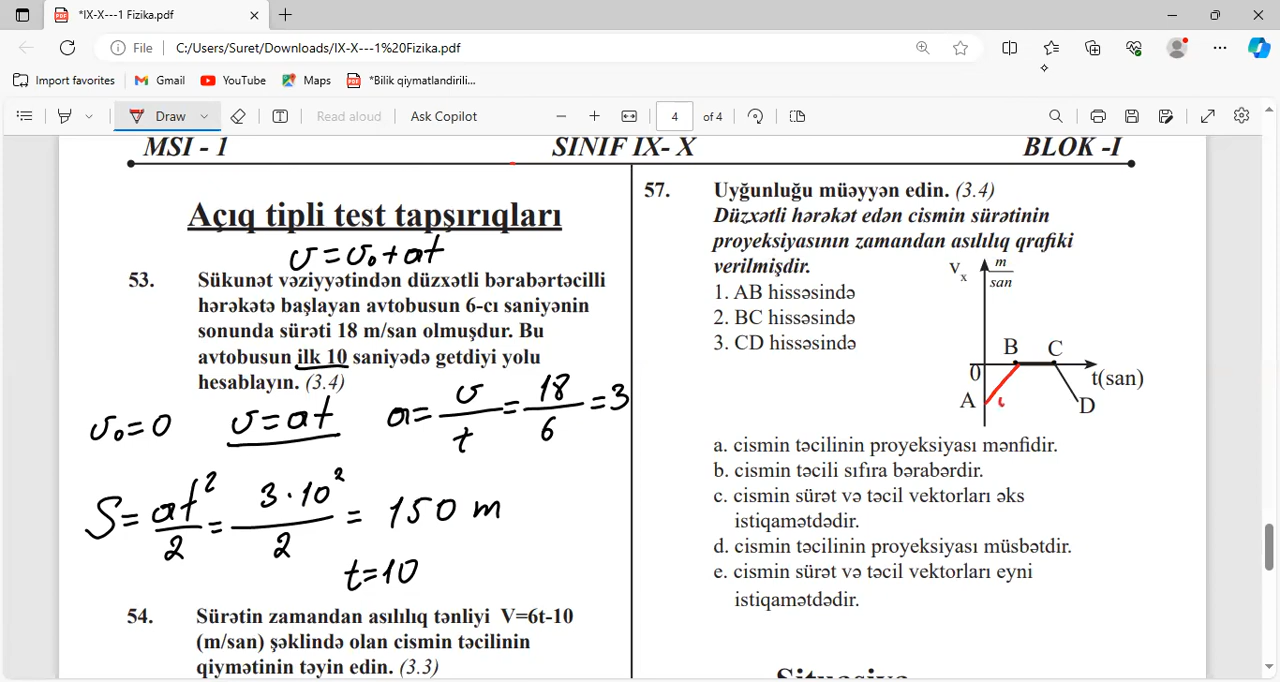 *IX-X---1 Fizika.pdf
File
C:/Users/Suret/Downloads/IX-X---1%20Fizika.pdf
Import favorites
Gmail
YouTube
Maps
*Bilik qiymatlandirili...
Draw
Read aloud
Ask Copilot
4
of 4
MSI - 1
SINIF IX- X
BLOK -I
Açıq tipli test tapşırıqları
v=v₀+at
53. Sükunət vəziyyətindən düzxətli bərabərtəcilli
hərəkətə başlayan avtobusun 6-cı saniyənin
sonunda sürəti 18 m/san olmuşdur. Bu
avtobusun ilk 10 saniyədə getdiyi yolu
hesablayın. (3.4)
v₀=0 v=at a=v/t=18/6=3
S=at²/2=3·10²/2=150 m
t=10
54. Sürətin zamandan asılılıq tənliyi V=6t-10
(m/san) şəklində olan cismin təcilinin
qiymətinin təyin edin. (3.3)
57. Uyğunluğu müəyyən edin. (3.4)
Düzxətli hərəkət edən cismin sürətinin
proyeksiyasının zamandan asılılıq qrafiki
verilmişdir.
1. AB hissəsində
2. BC hissəsində
3. CD hissəsində
Vx m/san
B C
0 t(san)
A D
a. cismin təcilinin proyeksiyası mənfidir.
b. cismin təcili sıfıra bərabərdir.
c. cismin sürət və təcil vektorları əks
istiqamətdədir.
d. cismin təcilinin proyeksiyası müsbətdir.
e. cismin sürət və təcil vektorları eyni
istiqamətdədir.
Situasiya